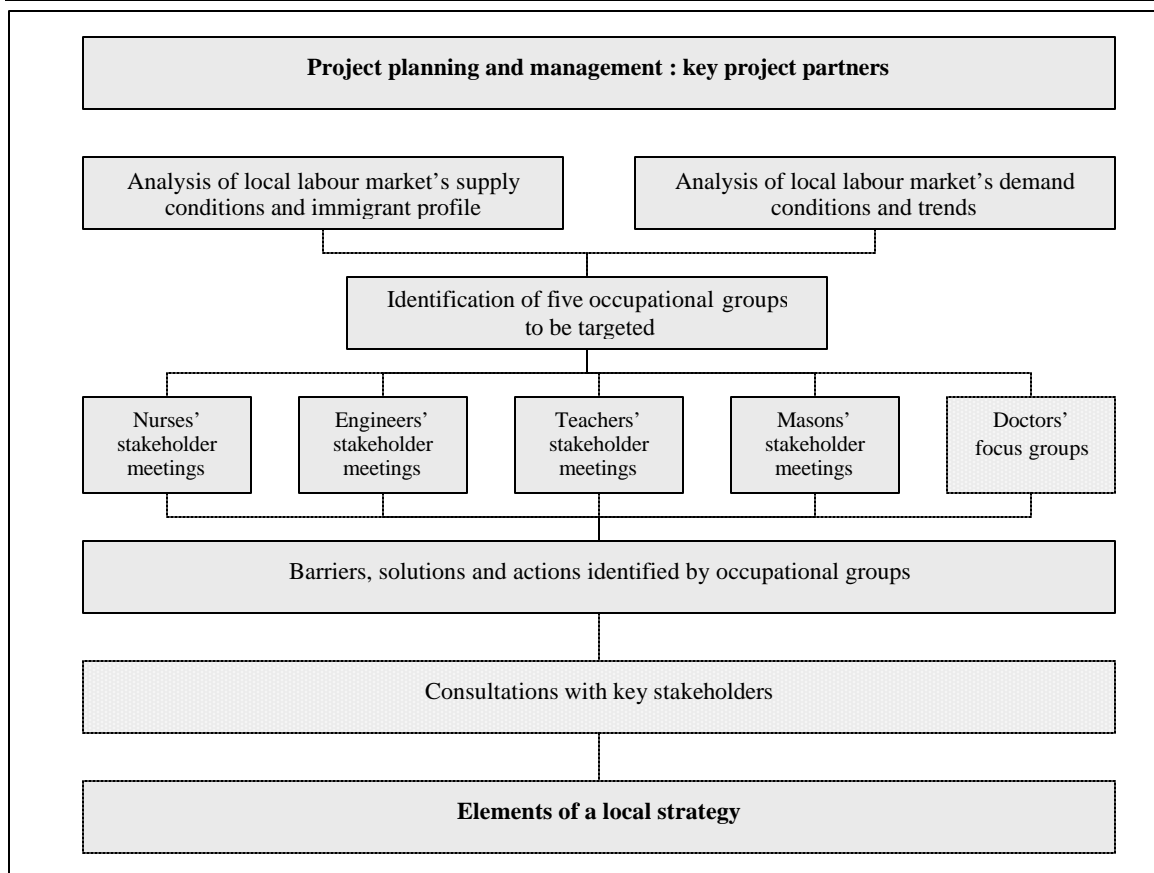 Project planning and management : key project partners
Analysis of local labour market's supply
conditions and immigrant profile
Analysis of local labour market's demand
conditions and trends
Identification of five occupational groups
to be targeted
Nurses'
stakeholder
meetings
Engineers'
stakeholder
meetings
Teachers'
stakeholder
meetings
Masons'
stakeholder
meetings
Doctors'
focus groups
Barriers, solutions and actions identified by occupational groups
Consultations with key stakeholders
Elements of a local strategy